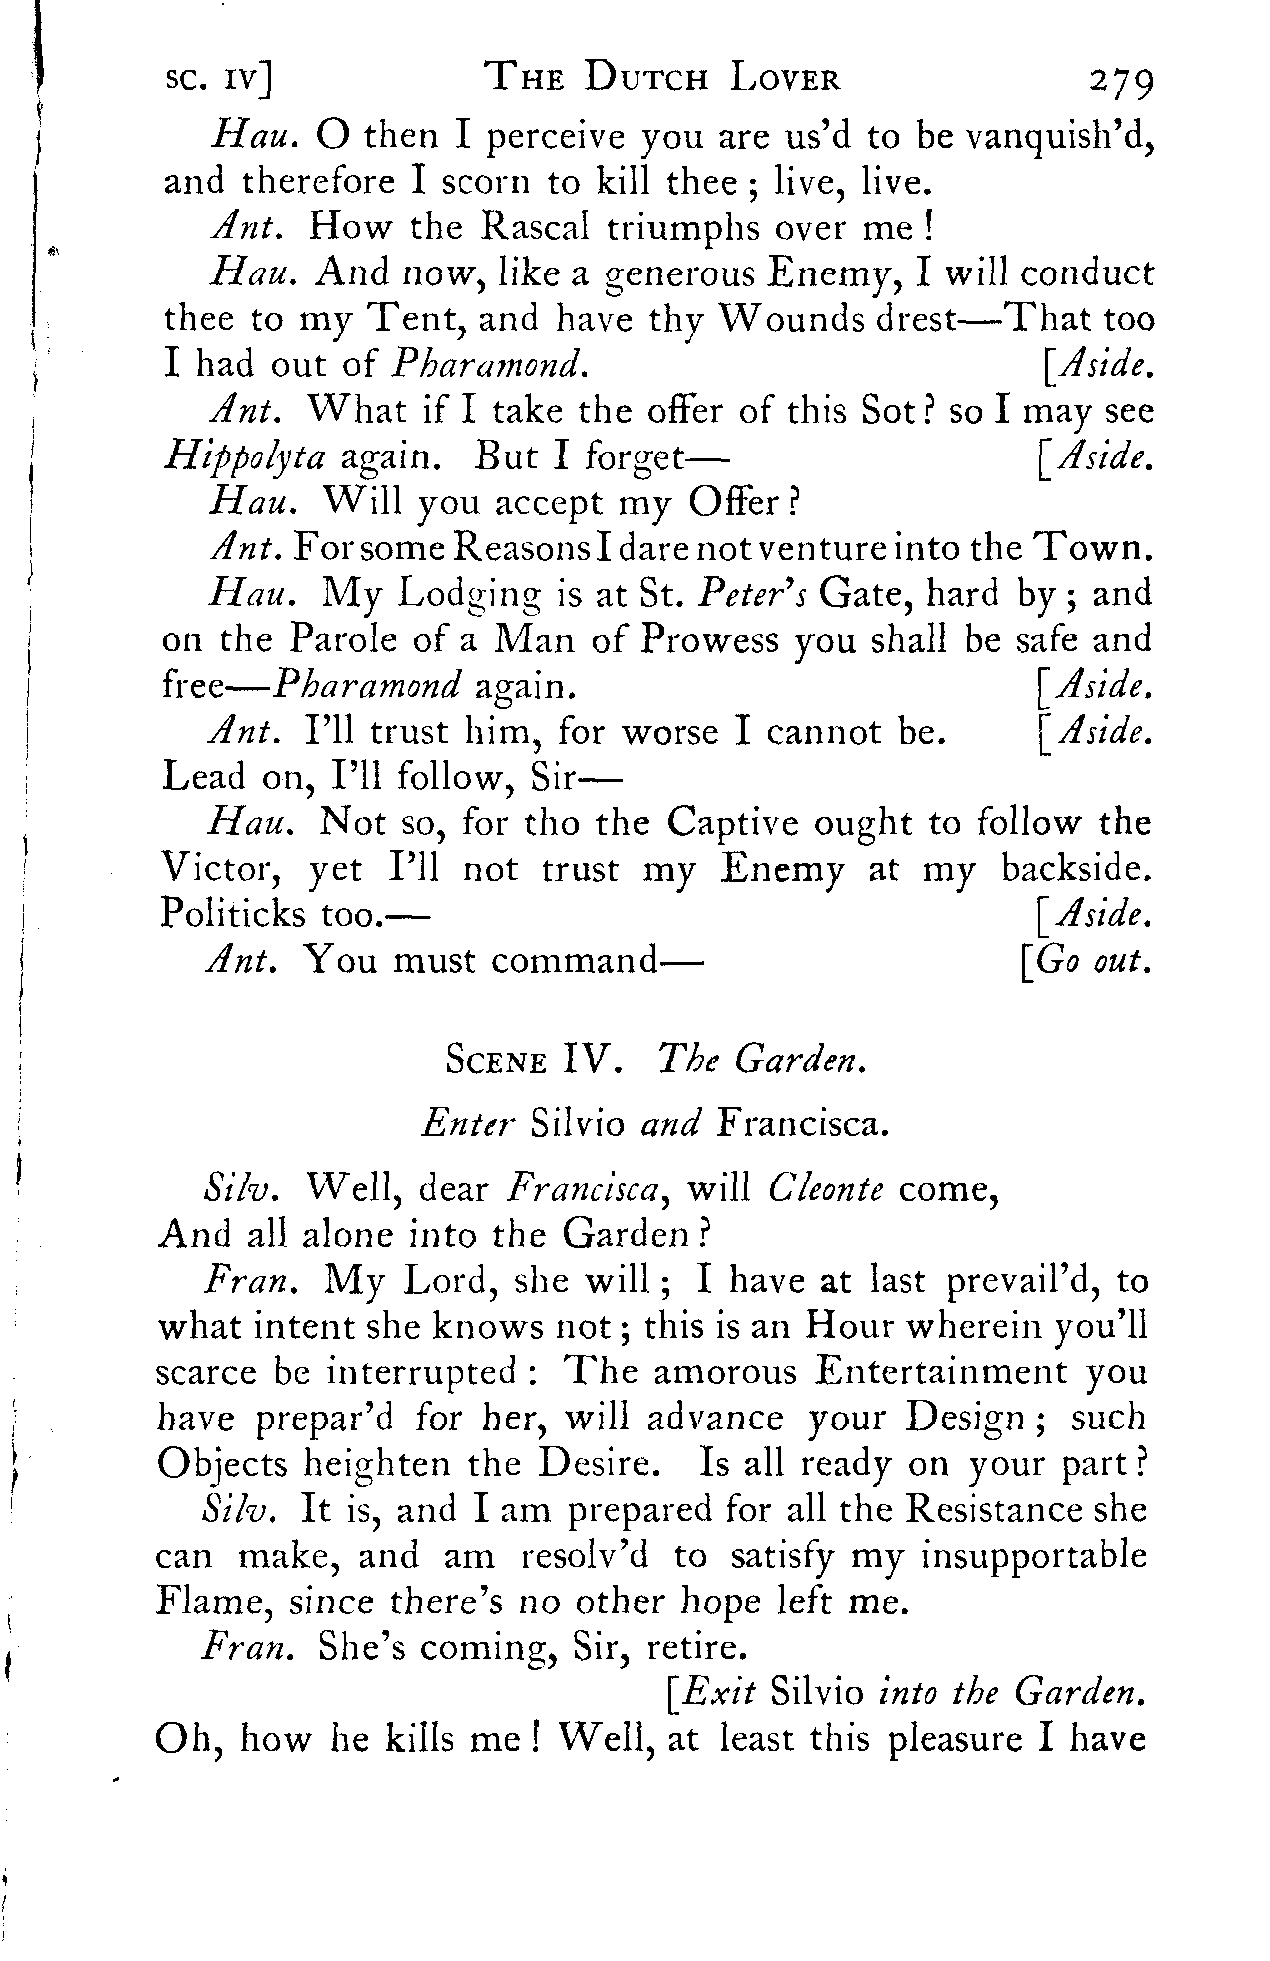 SC. IV] THE DUTCH LOVER 279
Hau. O then I perceive you are us'd to be vanquish'd,
and therefore I scorn to kill thee ; live, live.
Ant. How the Rascal triumphs over me !
Hau. And now, like a generous Enemy, I will conduct
thee to my Tent, and have thy Wounds drest—That too
I had out of Pharamond. [Aside.
Ant. What if I take the offer of this Sot ? so I may see
Hippolyta again. But I forget— [Aside.
Hau. Will you accept my Offer ?
Ant. For some Reasons I dare not venture into the Town.
Hau. My Lodging is at St. Peter's Gate, hard by ; and
on the Parole of a Man of Prowess you shall be safe and
free—Pharamond again. [Aside.
Ant. I'll trust him, for worse I cannot be. [Aside.
Lead on, I'll follow, Sir—
Hau. Not so, for tho the Captive ought to follow the
Victor, yet I'll not trust my Enemy at my backside.
Politicks too.— [Aside.
Ant. You must command— [Go out.
SCENE IV. The Garden.
Enter Silvio and Francisca.
Silv. Well, dear Francisca, will Cleonte come,
And all alone into the Garden ?
Fran. My Lord, she will ; I have at last prevail'd, to
what intent she knows not ; this is an Hour wherein you'll
scarce be interrupted : The amorous Entertainment you
have prepar'd for her, will advance your Design ; such
Objects heighten the Desire. Is all ready on your part ?
Silv. It is, and I am prepared for all the Resistance she
can make, and am resolv'd to satisfy my insupportable
Flame, since there's no other hope left me.
Fran. She's coming, Sir, retire.
[Exit Silvio into the Garden.
Oh, how he kills me ! Well, at least this pleasure I have